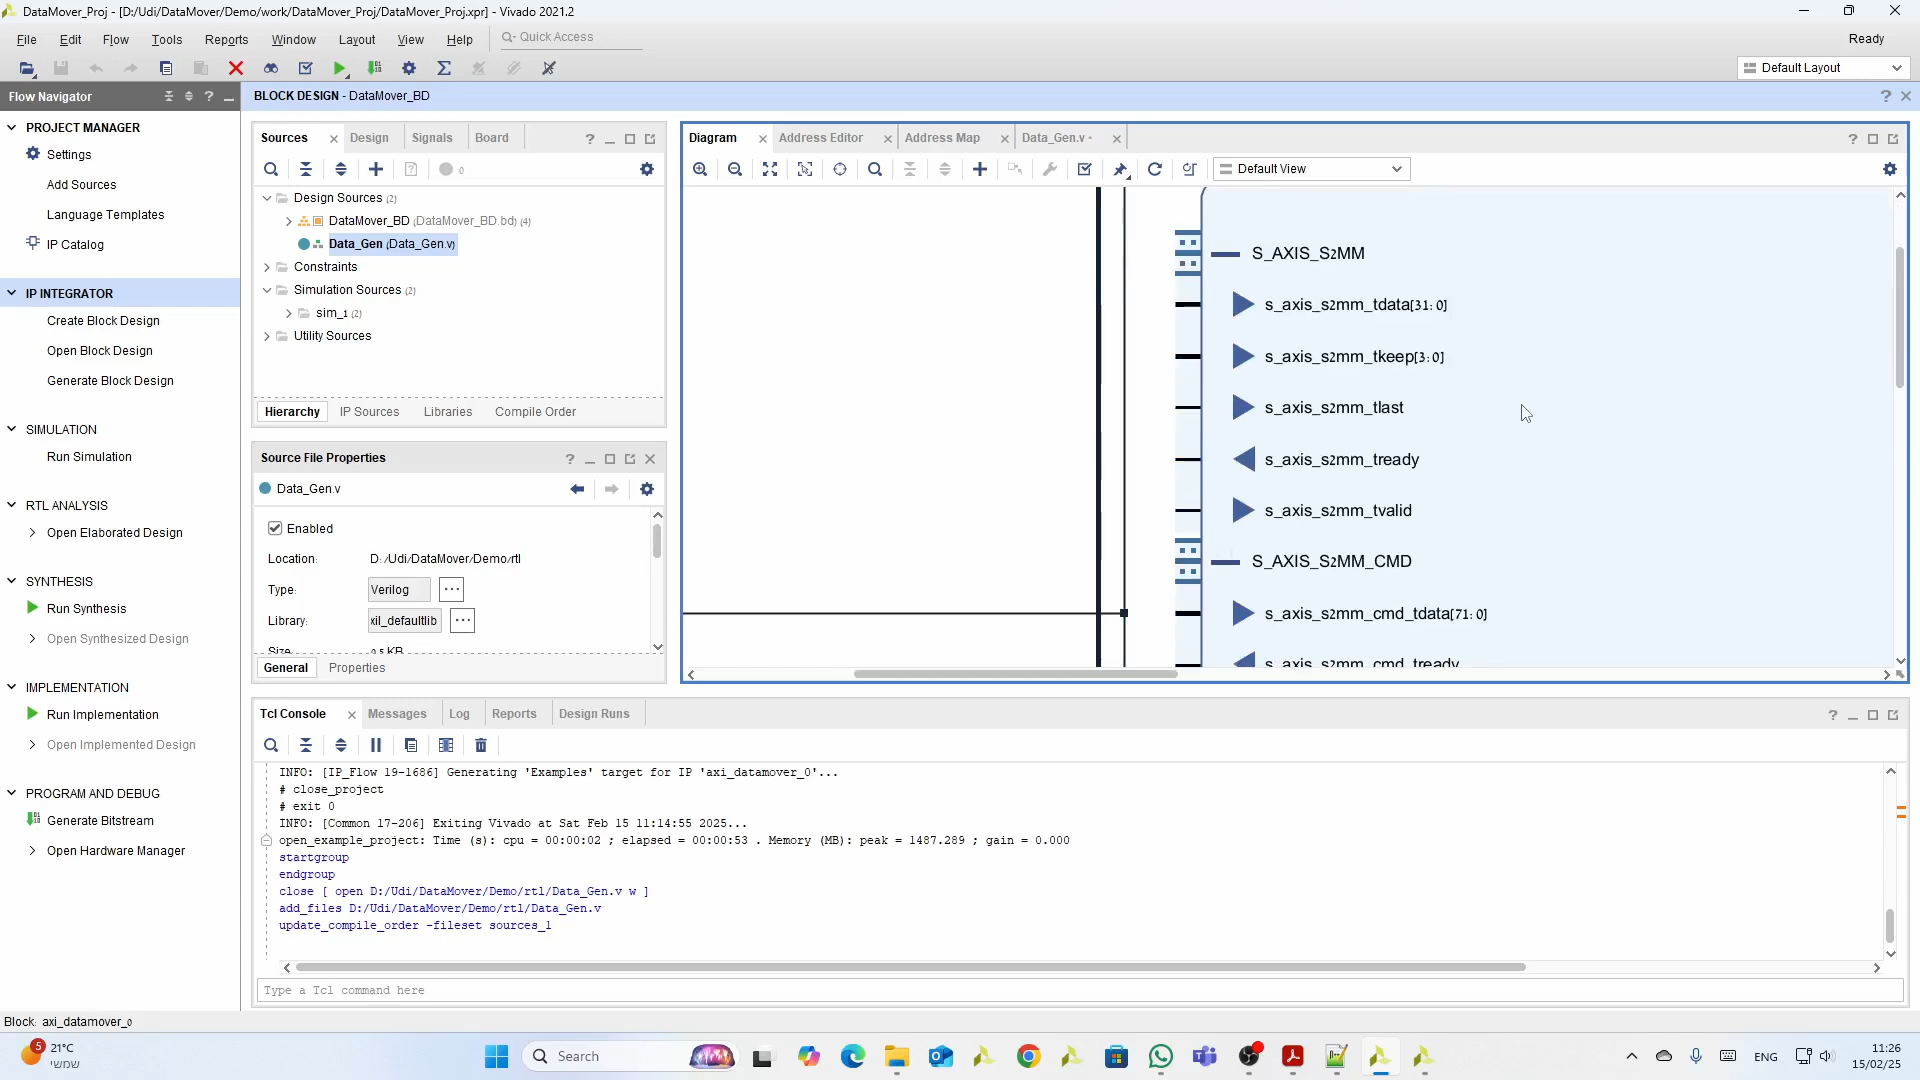 DataMover_Proj - [D:/Udi/DataMover/Demo/work/DataMover_Proj/DataMover_Proj.xpr] - Vivado 2021.2
File Edit Flow Tools Reports Window Layout View Help Quick Access Ready
Default Layout
Flow Navigator
BLOCK DESIGN - DataMover_BD
PROJECT MANAGER
Settings
Add Sources
Language Templates
IP Catalog
IP INTEGRATOR
Create Block Design
Open Block Design
Generate Block Design
SIMULATION
Run Simulation
RTL ANALYSIS
Open Elaborated Design
SYNTHESIS
Run Synthesis
Open Synthesized Design
IMPLEMENTATION
Run Implementation
Open Implemented Design
PROGRAM AND DEBUG
Generate Bitstream
Open Hardware Manager
Sources Design Signals Board
0
Design Sources (2)
DataMover_BD (DataMover_BD.bd) (4)
Data_Gen (Data_Gen.v)
Constraints
Simulation Sources (2)
sim_1 (2)
Utility Sources
Hierarchy IP Sources Libraries Compile Order
Source File Properties
Data_Gen.v
Enabled
Location: D:/Udi/DataMover/Demo/rtl
Type: Verilog
Library: xil_defaultlib
Size: 0.5 KB
General Properties
Diagram Address Editor Address Map Data_Gen.v *
Default View
S_AXIS_S2MM
s_axis_s2mm_tdata[31:0]
s_axis_s2mm_tkeep[3:0]
s_axis_s2mm_tlast
s_axis_s2mm_tready
s_axis_s2mm_tvalid
S_AXIS_S2MM_CMD
s_axis_s2mm_cmd_tdata[71:0]
s_axis_s2mm_cmd_tready
Tcl Console Messages Log Reports Design Runs
INFO: [IP_Flow 19-1686] Generating 'Examples' target for IP 'axi_datamover_0'...
# close_project
# exit 0
INFO: [Common 17-206] Exiting Vivado at Sat Feb 15 11:14:55 2025...
open_example_project: Time (s): cpu = 00:00:02 ; elapsed = 00:00:53 . Memory (MB): peak = 1487.289 ; gain = 0.000
startgroup
endgroup
close [ open D:/Udi/DataMover/Demo/rtl/Data_Gen.v w ]
add_files D:/Udi/DataMover/Demo/rtl/Data_Gen.v
update_compile_order -fileset sources_1
Type a Tcl command here
Block: axi_datamover_0
5
21°C
שמשי
Search
ENG
11:26
15/02/25